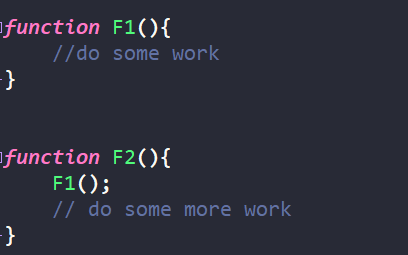 function F1(){
//do some work
}
function F2(){
F1();
// do some more work
}